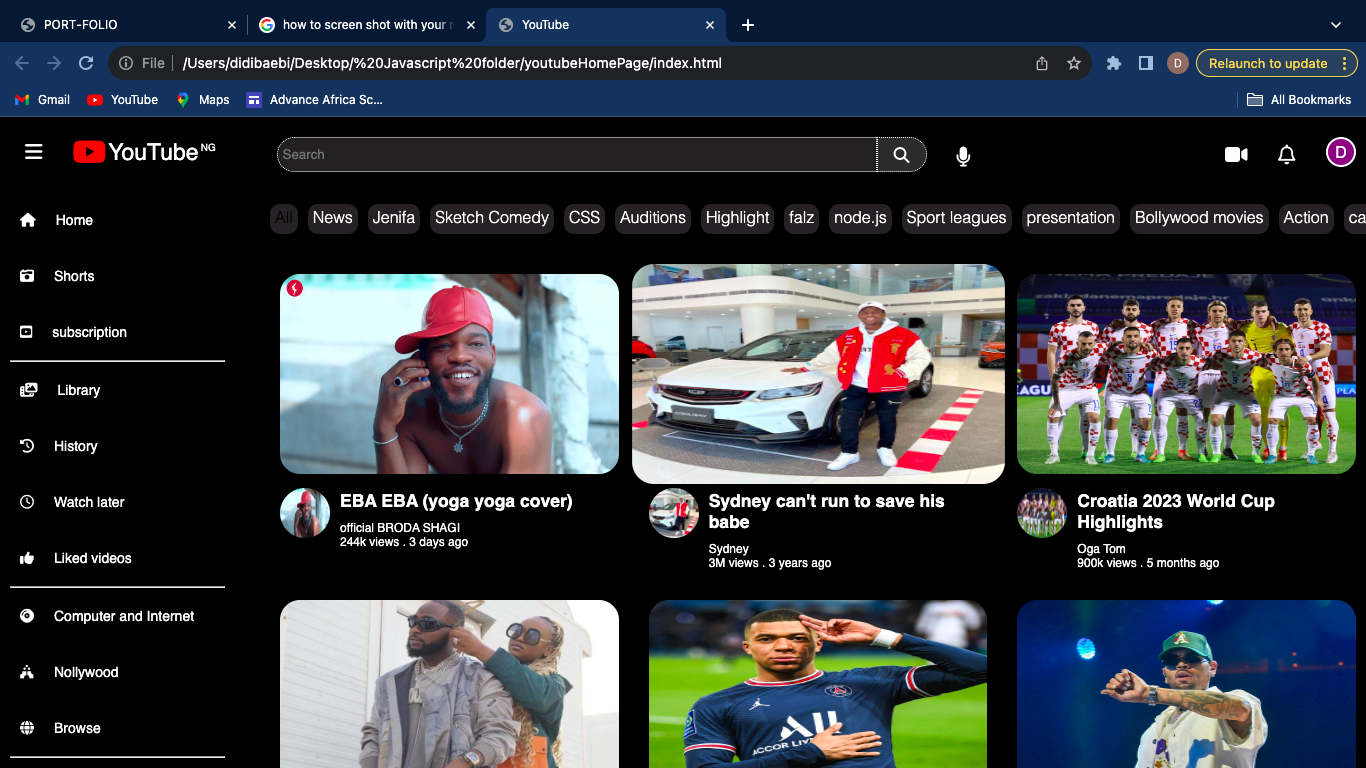 PORT-FOLIO
how to screen shot with your
YouTube
File
/Users/didibaebi/Desktop/%20Javascript%20folder/youtubeHomePage/index.html
D
Relaunch to update
Gmail
YouTube
Maps
Advance Africa Sc...
All Bookmarks
YouTube NG
Search
D
Home
All
News
Jenifa
Sketch Comedy
CSS
Auditions
Highlight
falz
node.js
Sport leagues
presentation
Bollywood movies
Action
ca
Shorts
subscription
Library
History
Watch later
Liked videos
Computer and Internet
Nollywood
Browse
EBA EBA (yoga yoga cover)
official BRODA SHAGI
244k views . 3 days ago
Sydney can't run to save his
babe
Sydney
3M views . 3 years ago
Croatia 2023 World Cup
Highlights
Oga Tom
900k views . 5 months ago
ALL
ACCOR LIVE
A